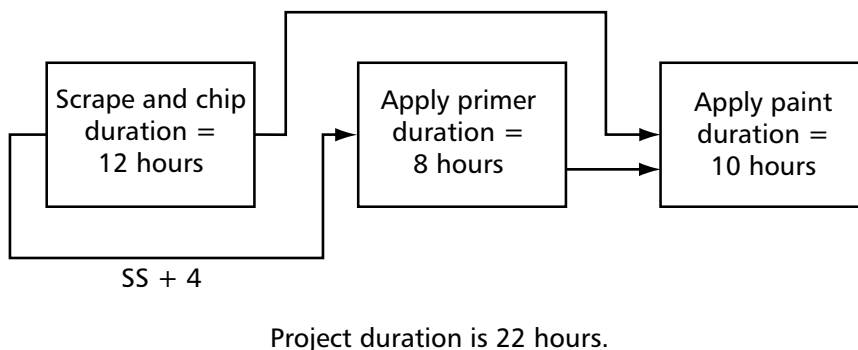 Scrape and chip
duration =
12 hours
Apply primer
duration =
8 hours
Apply paint
duration =
10 hours
SS + 4
Project duration is 22 hours.